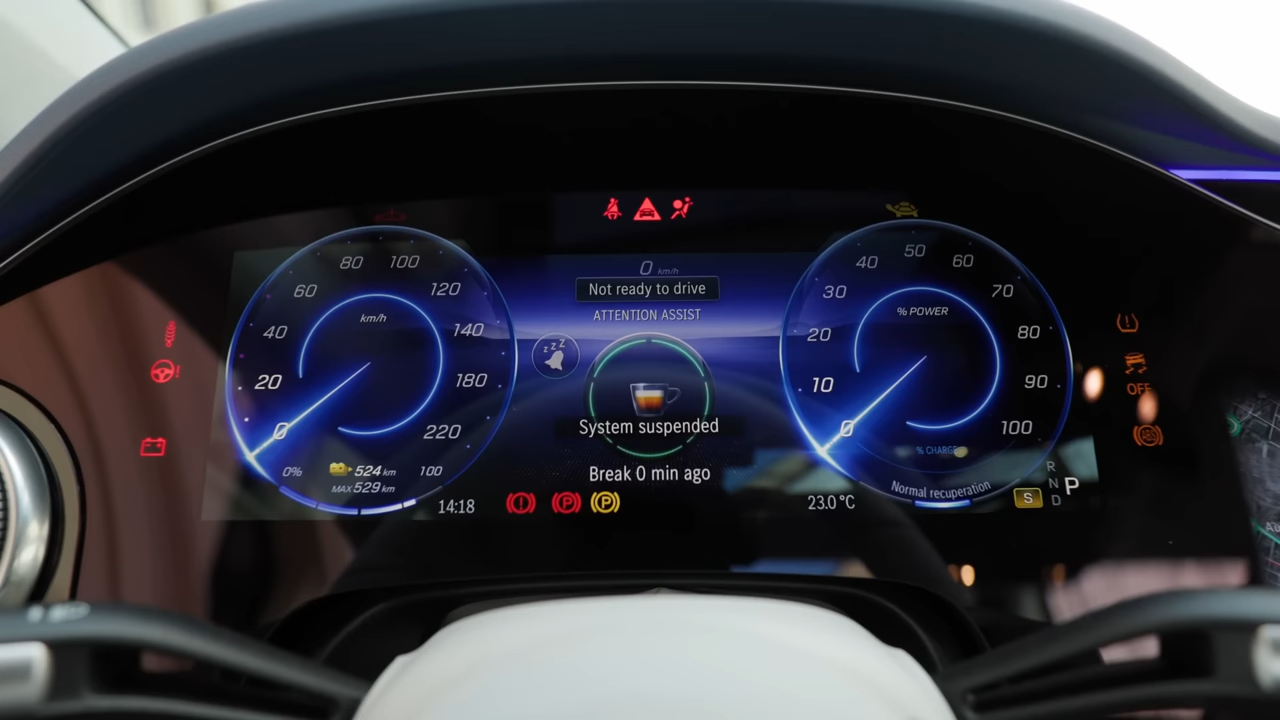 0 km/h
Not ready to drive
ATTENTION ASSIST
zzz
System suspended
Break 0 min ago
km/h
0
20
40
60
80
100
120
140
180
220
0%
524 km
100
MAX 529 km
14:18
P
P
% POWER
0
10
20
30
40
50
60
70
80
90
100
% CHARGE
Normal recuperation
23.0 °C
S
R
N
D
P
OFF